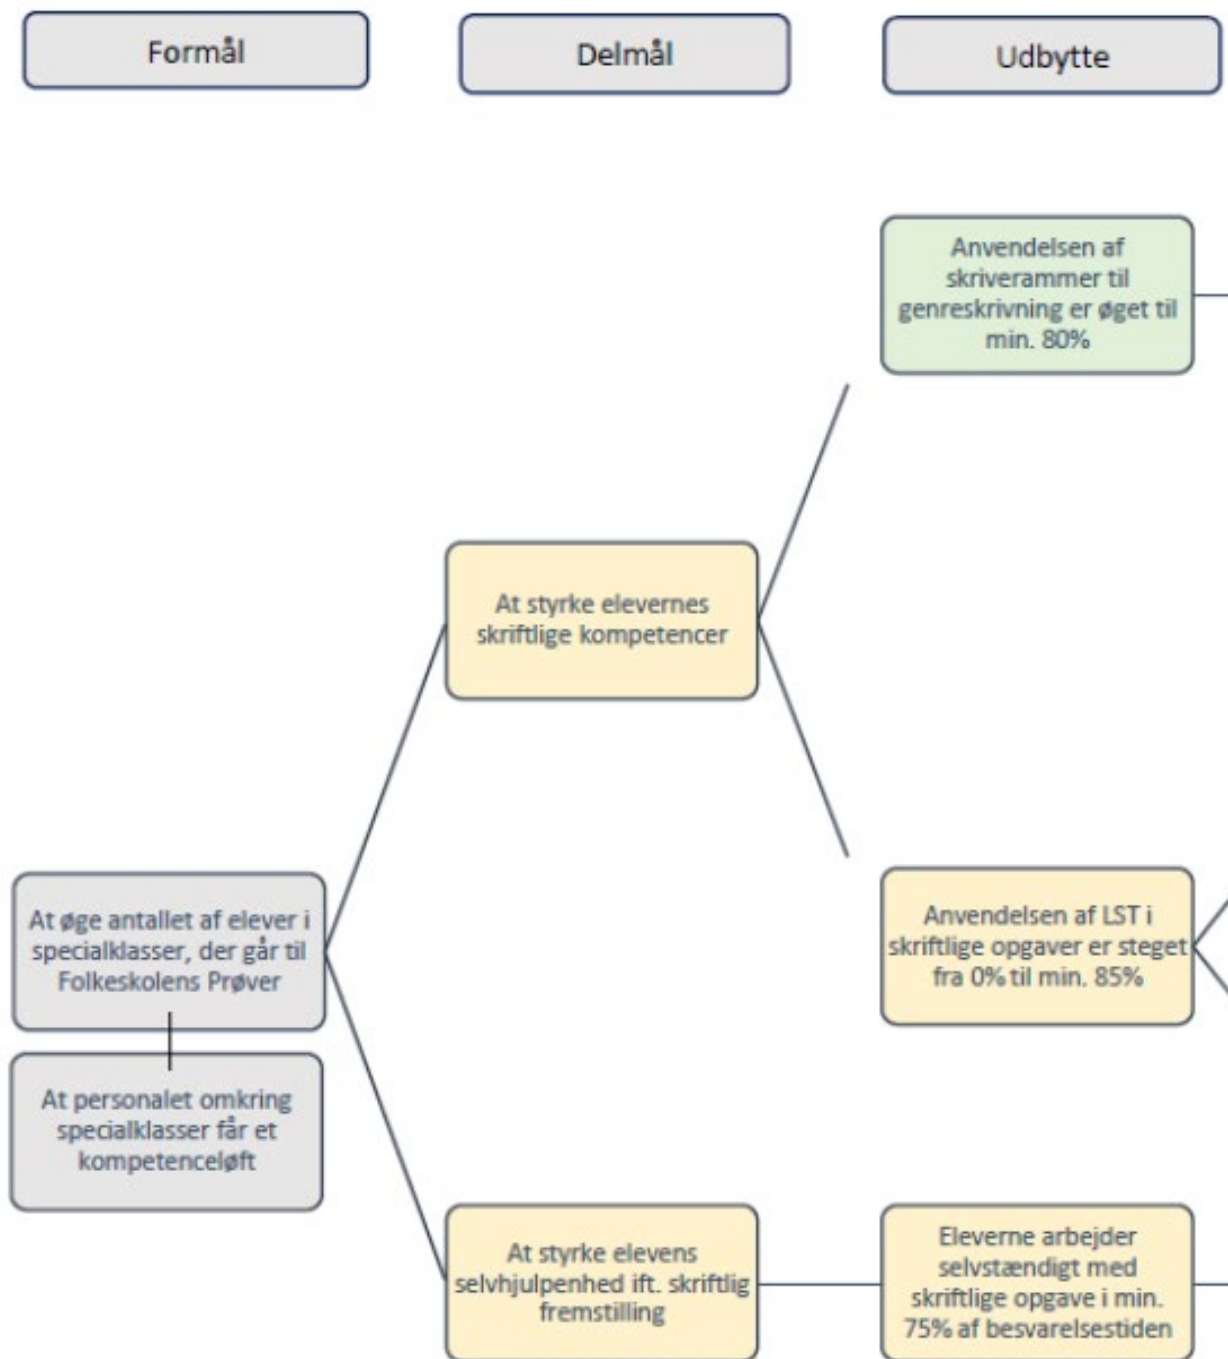 Formål
Delmål
Udbytte
Anvendelsen af
skriverammer til
genreskrivning er øget til
min. 80%
At styrke elevernes
skriftlige kompetencer
At øge antallet af elever i
specialklasser, der går til
Folkeskolens Prøver
Anvendelsen af LST i
skriftlige opgaver er steget
fra 0% til min. 85%
At personalet omkring
specialklasser får et
kompetenceløft
At styrke elevens
selvhjulpenhed ift. skriftlig
fremstilling
Eleverne arbejder
selvstændigt med
skriftlige opgave i min.
75% af besvarelsestiden